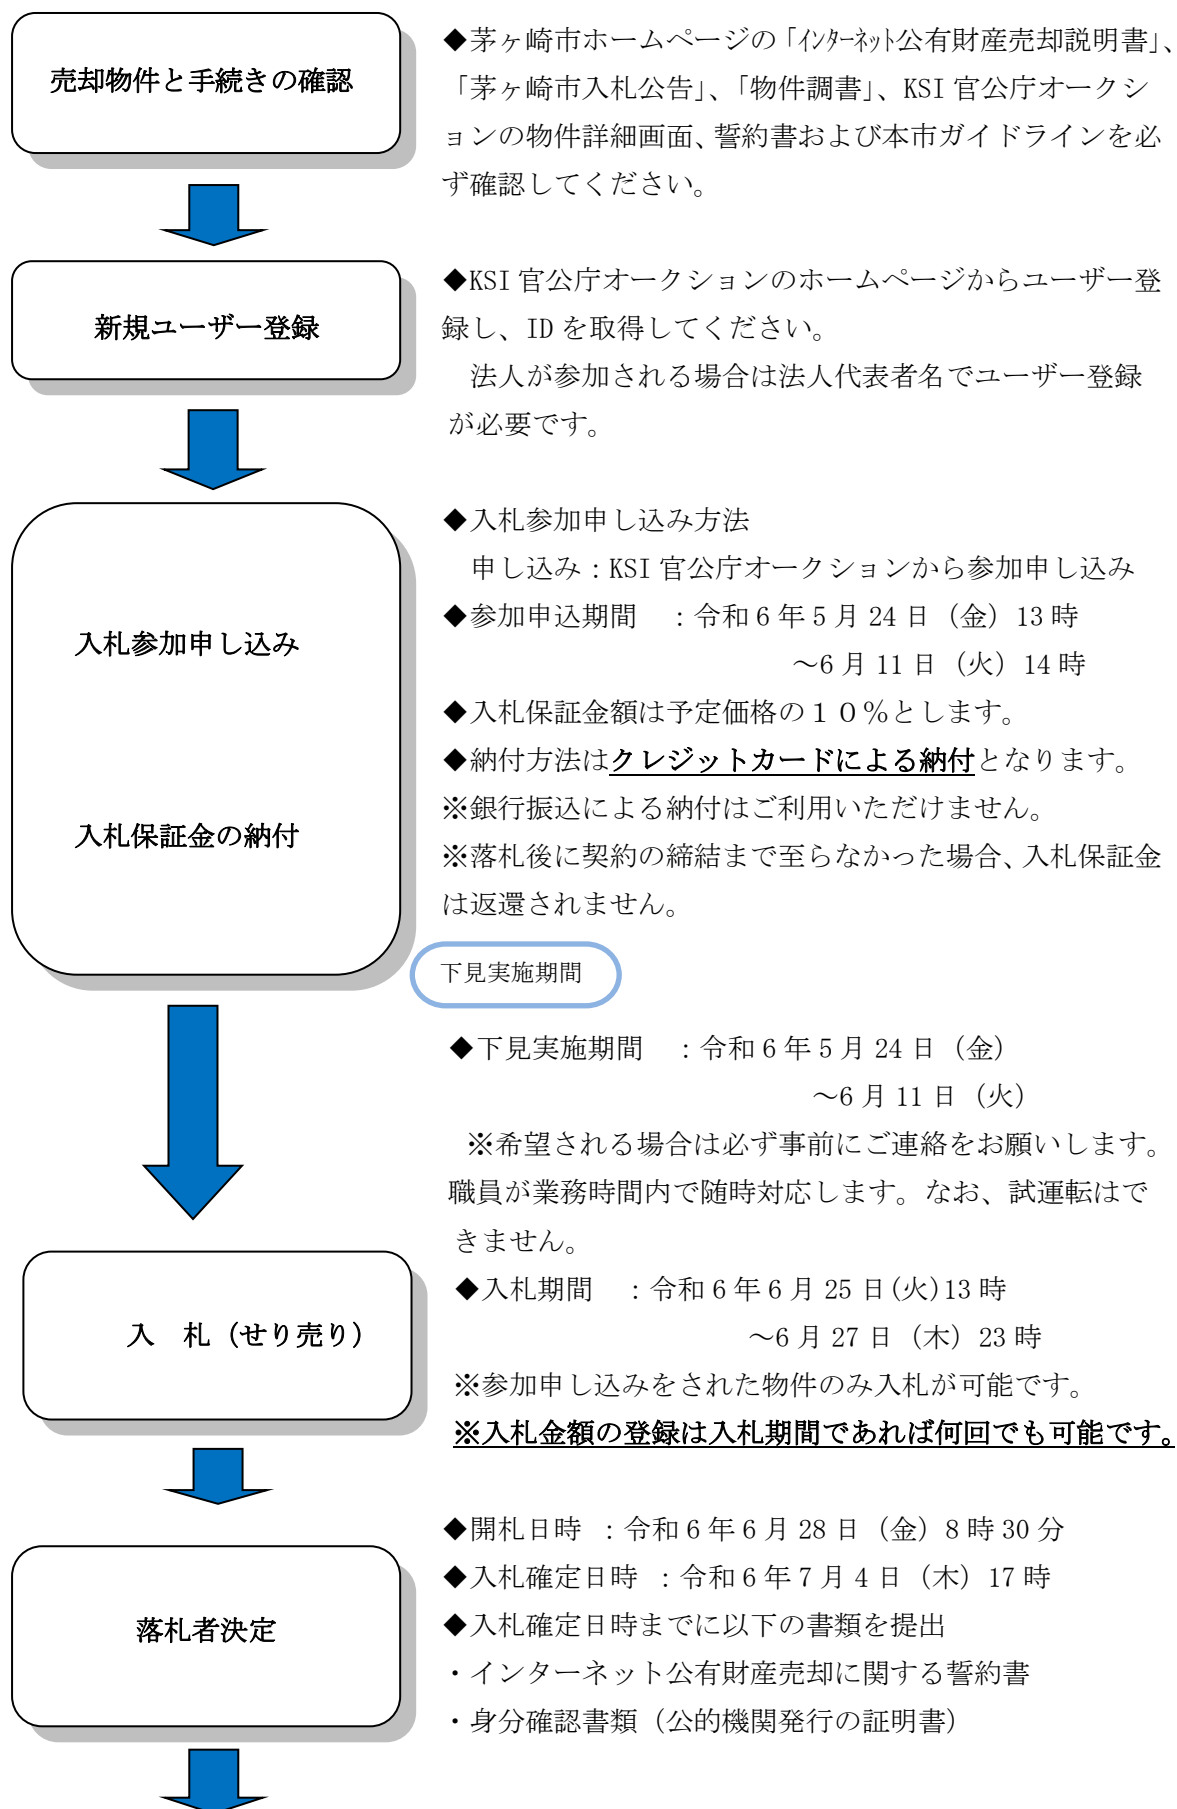 売却物件と手続きの確認
◆茅ヶ崎市ホームページの「ｲﾝﾀｰﾈｯﾄ公有財産売却説明書」、
「茅ヶ崎市入札公告」、「物件調書」、KSI 官公庁オークシ
ョンの物件詳細画面、誓約書および本市ガイドラインを必
ず確認してください。
新規ユーザー登録
◆KSI 官公庁オークションのホームページからユーザー登
録し、ID を取得してください。
法人が参加される場合は法人代表者名でユーザー登録
が必要です。
入札参加申し込み
入札保証金の納付
◆入札参加申し込み方法
申し込み：KSI 官公庁オークションから参加申し込み
◆参加申込期間　：令和 6 年 5 月 24 日（金）13 時
～6 月 11 日（火）14 時
◆入札保証金額は予定価格の１０％とします。
◆納付方法はクレジットカードによる納付となります。
※銀行振込による納付はご利用いただけません。
※落札後に契約の締結まで至らなかった場合、入札保証金
は返還されません。
下見実施期間
◆下見実施期間　：令和 6 年 5 月 24 日（金）
～6 月 11 日（火）
※希望される場合は必ず事前にご連絡をお願いします。
職員が業務時間内で随時対応します。なお、試運転はで
きません。
入　札（せり売り）
◆入札期間　：令和 6 年 6 月 25 日(火)13 時
～6 月 27 日（木）23 時
※参加申し込みをされた物件のみ入札が可能です。
※入札金額の登録は入札期間であれば何回でも可能です。
落札者決定
◆開札日時 ：令和 6 年 6 月 28 日（金）8 時 30 分
◆入札確定日時 ：令和 6 年 7 月 4 日（木）17 時
◆入札確定日時までに以下の書類を提出
・インターネット公有財産売却に関する誓約書
・身分確認書類（公的機関発行の証明書）